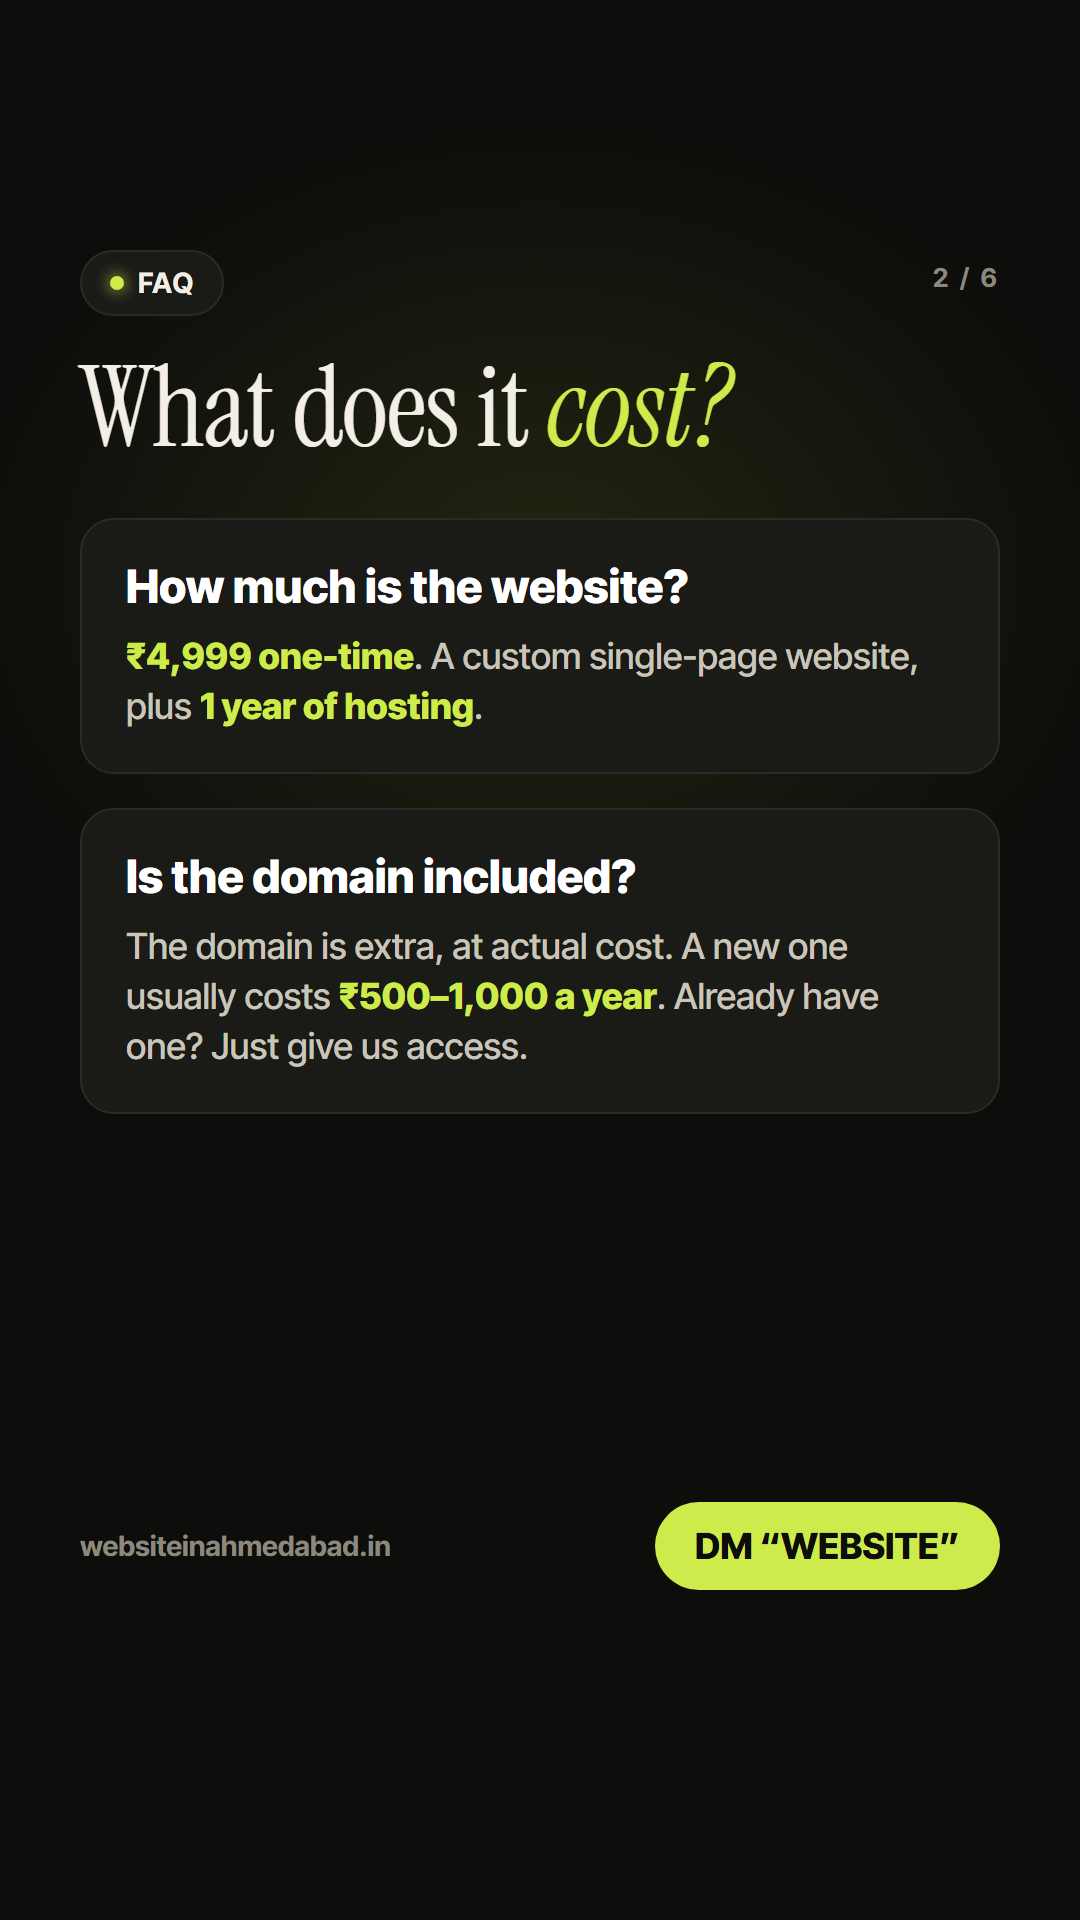 FAQ
2 / 6
What does it cost?
How much is the website?
₹4,999 one-time. A custom single-page website,
plus 1 year of hosting.
Is the domain included?
The domain is extra, at actual cost. A new one
usually costs ₹500–1,000 a year. Already have
one? Just give us access.
websiteinahmedabad.in
DM “WEBSITE”